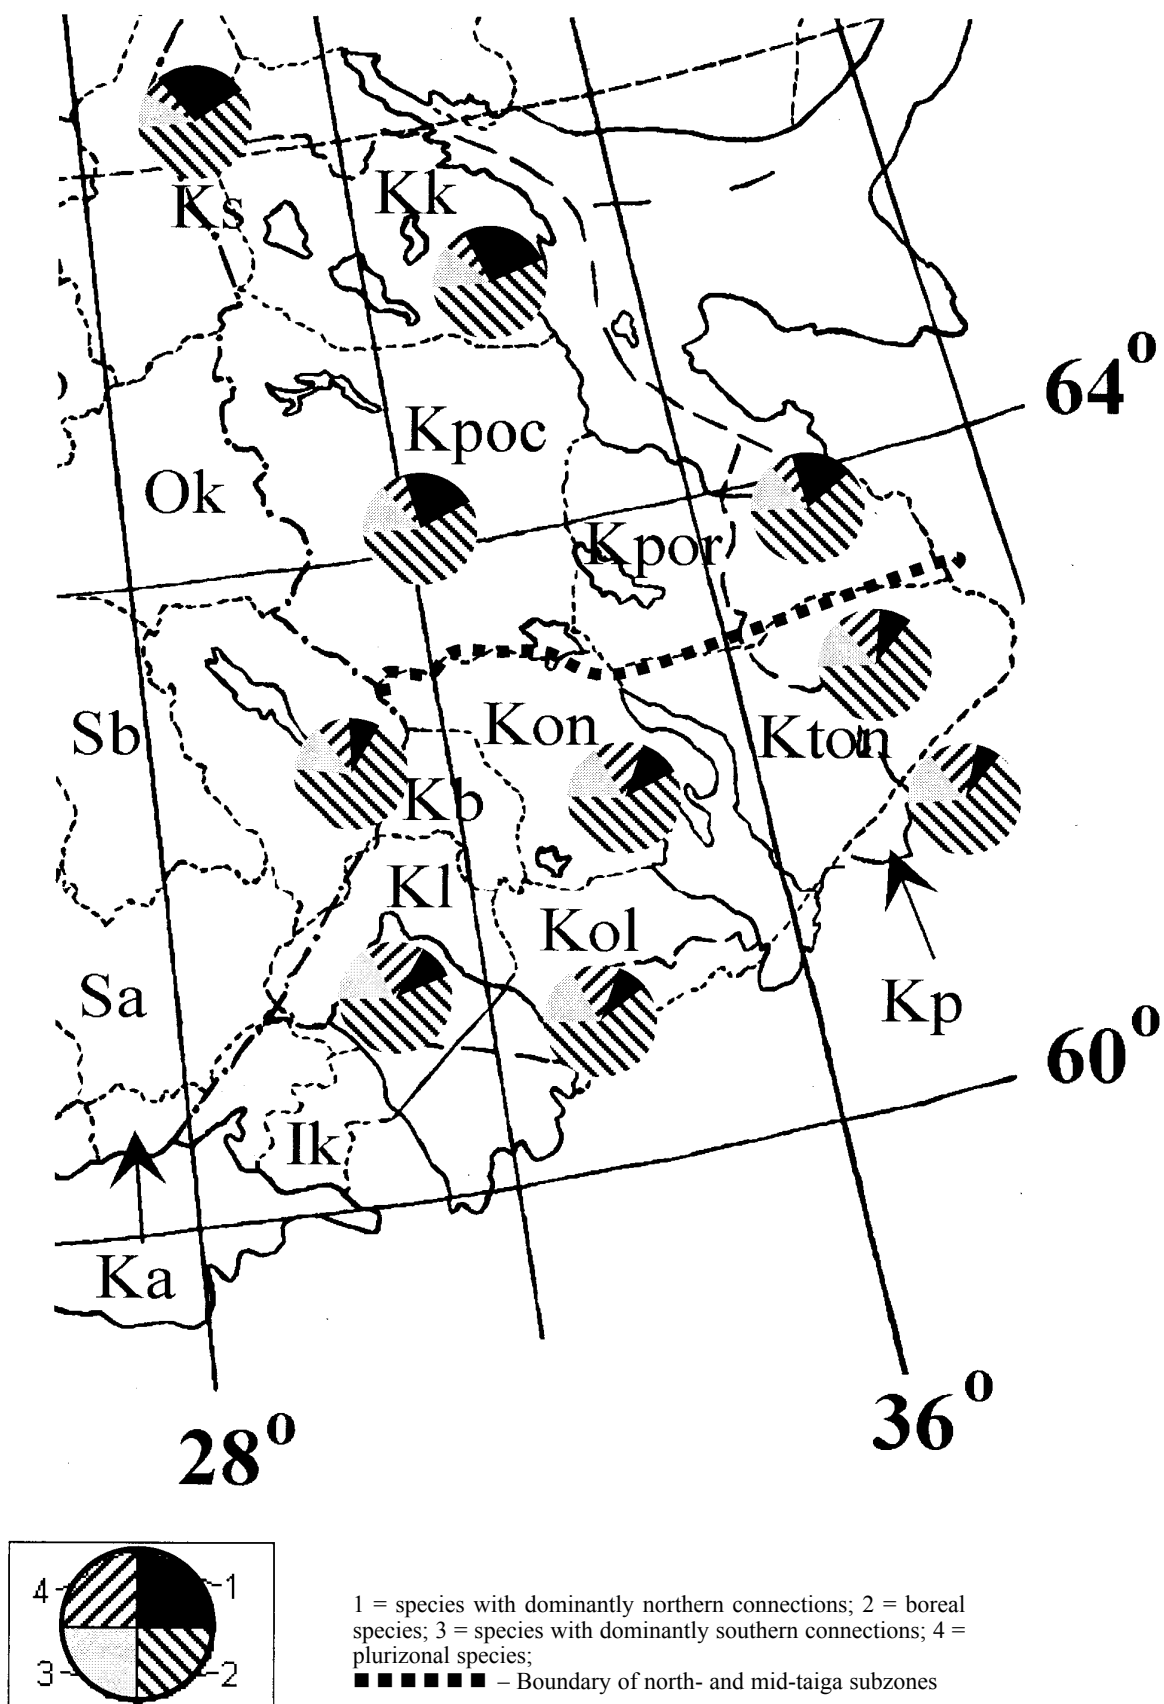 Ks
Kk
64°
Kpoc
Ok
Kpor
Sb
Kon
Kton
Kb
Kl
Kol
Sa
Kp
60°
Ik
Ka
36°
28°
4 1
3 2
1 = species with dominantly northern connections; 2 = boreal
species; 3 = species with dominantly southern connections; 4 =
plurizonal species;
– Boundary of north- and mid-taiga subzones